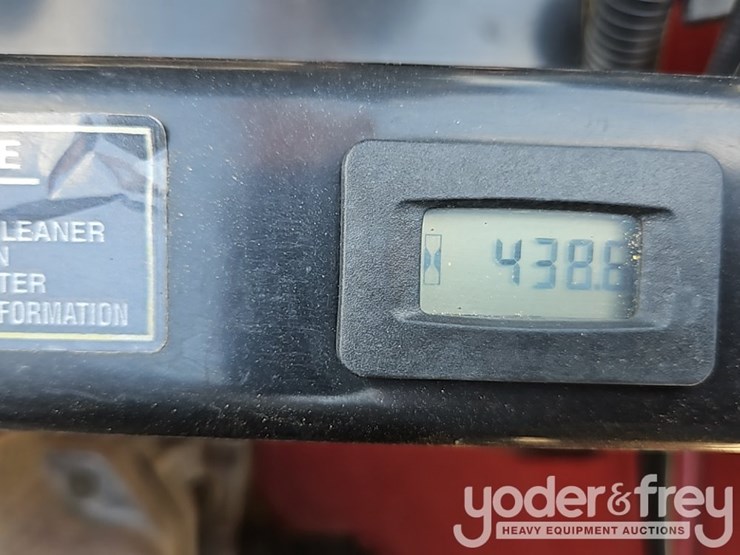 E
LEANER
N
TER
FORMATION
438.6
yoder&frey
HEAVY EQUIPMENT AUCTIONS